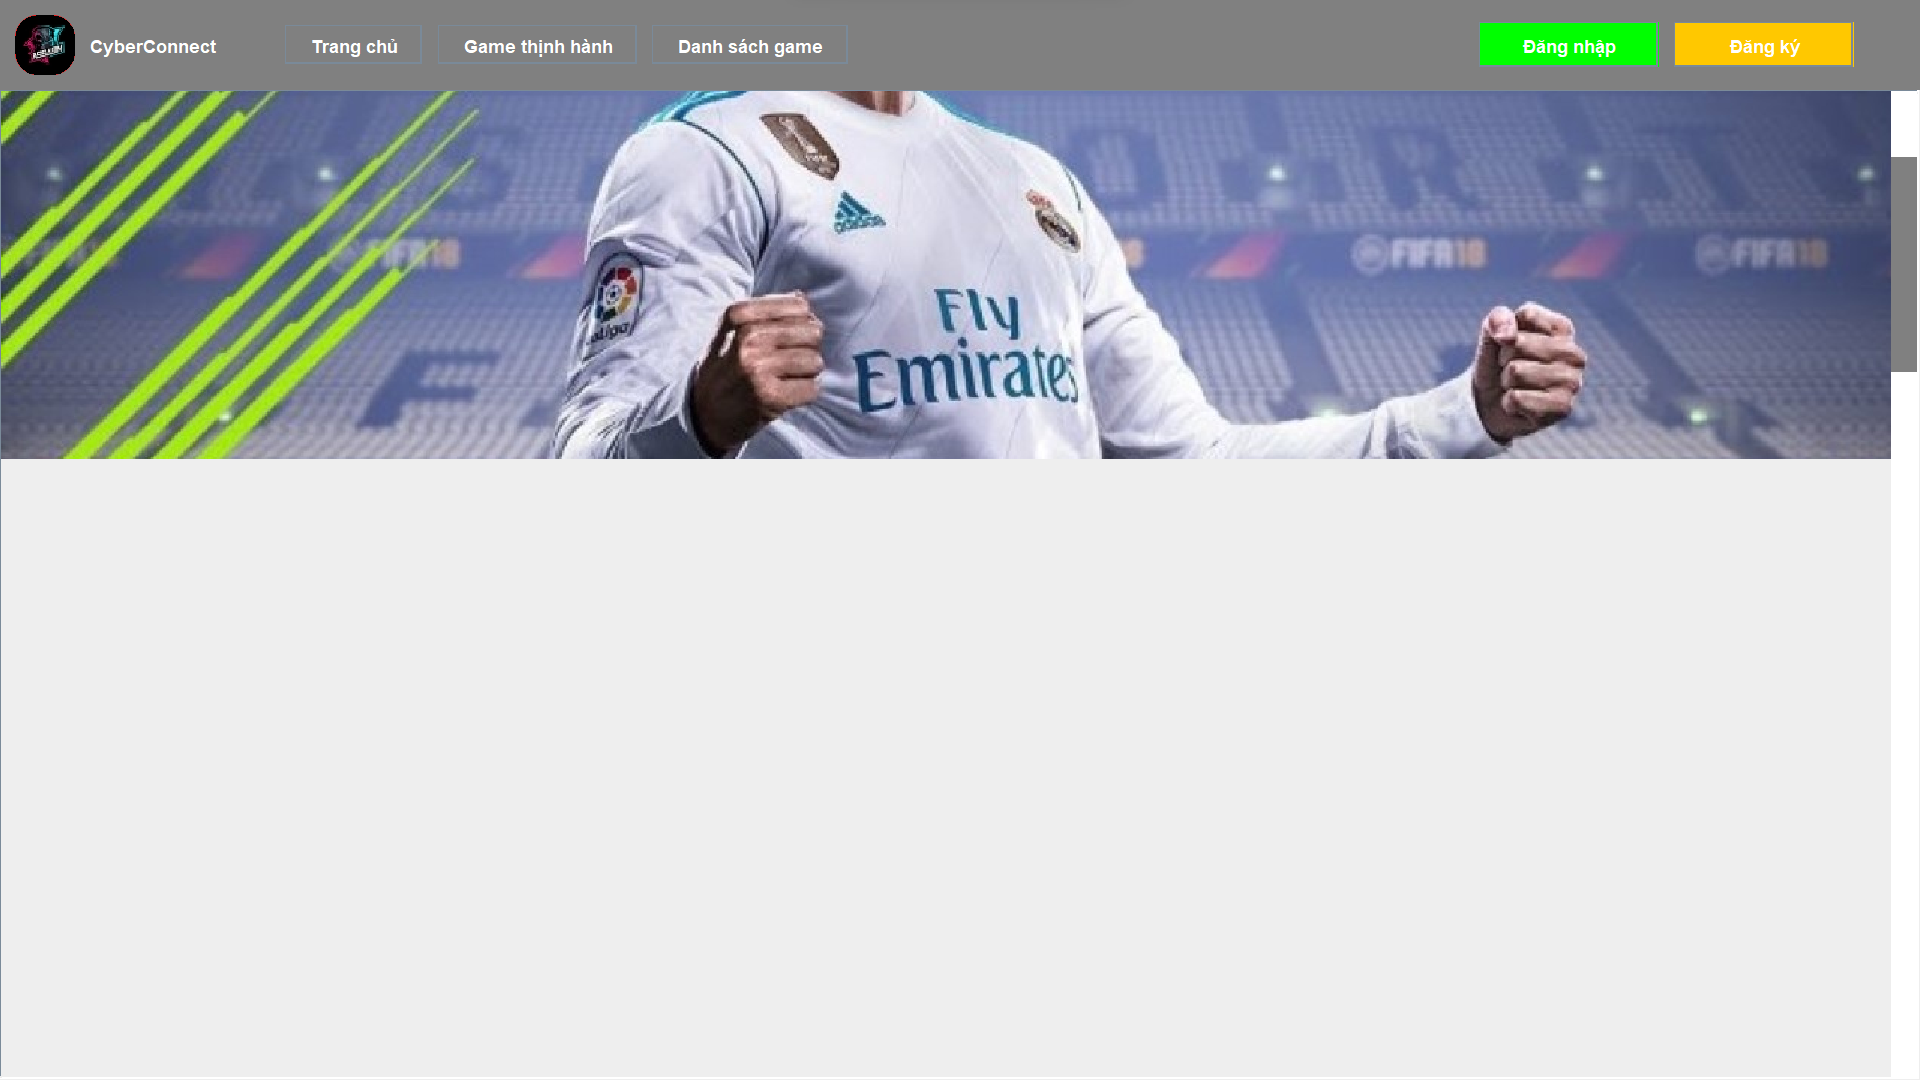 CyberConnect
Trang chủ
Game thịnh hành
Danh sách game
Đăng nhập
Đăng ký
FIFA18
FIFA18
FIFA18
Fly
Emirates
adidas
LaLiga